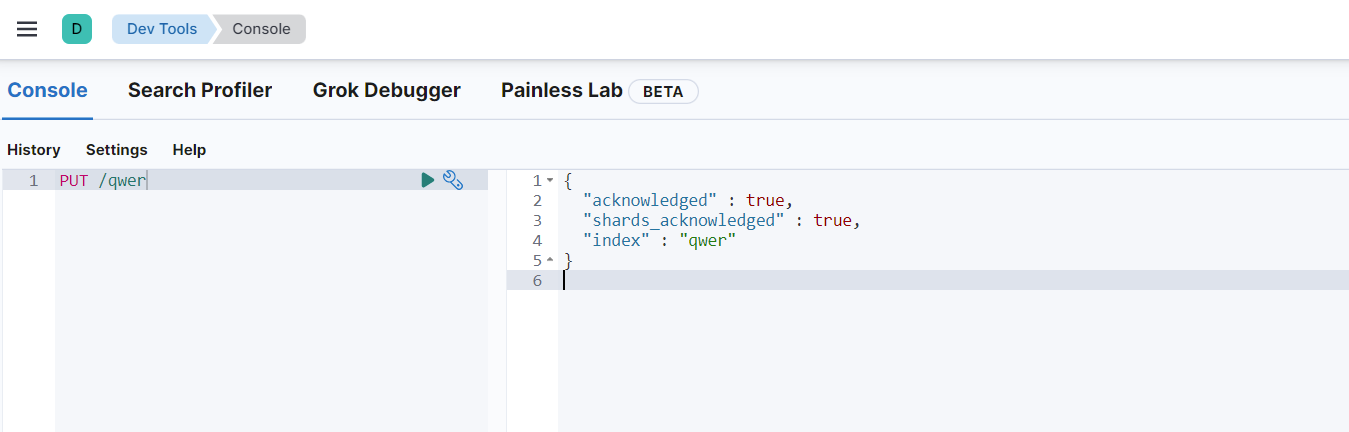 D Dev Tools Console
Console Search Profiler Grok Debugger Painless Lab BETA
History Settings Help
1 PUT /qwer
1 {
2 "acknowledged" : true,
3 "shards_acknowledged" : true,
4 "index" : "qwer"
5 }
6